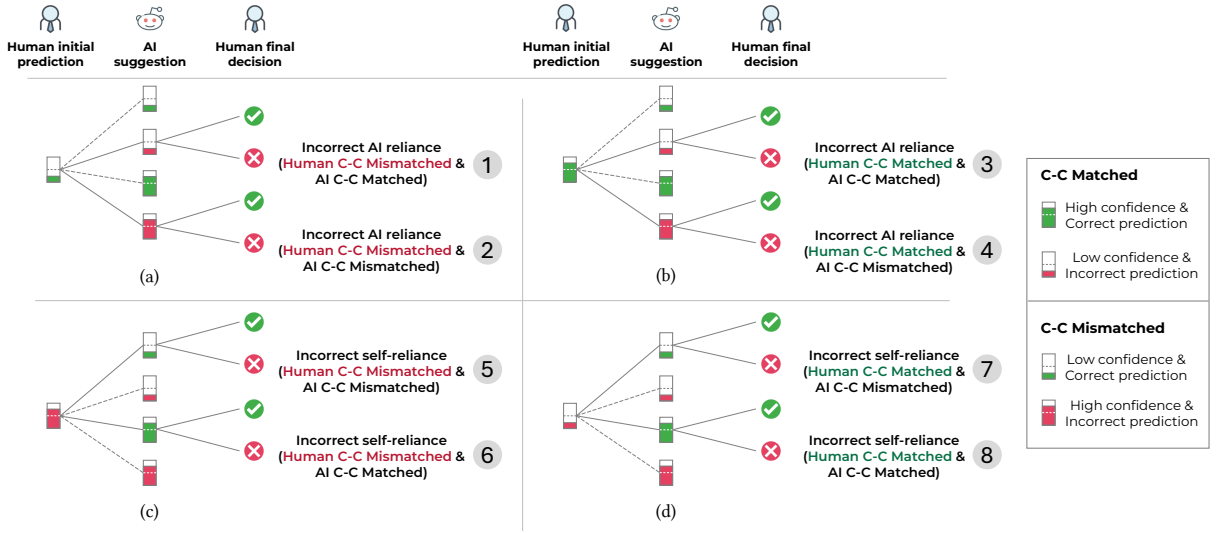 Human initial
prediction
AI
suggestion
Human final
decision
Human initial
prediction
AI
suggestion
Human final
decision
Incorrect AI reliance
(Human C-C Mismatched &
AI C-C Matched)
1
Incorrect AI reliance
(Human C-C Mismatched &
AI C-C Mismatched)
2
(a)
Incorrect AI reliance
(Human C-C Matched &
AI C-C Matched)
3
Incorrect AI reliance
(Human C-C Matched &
AI C-C Mismatched)
4
(b)
Incorrect self-reliance
(Human C-C Mismatched &
AI C-C Mismatched)
5
Incorrect self-reliance
(Human C-C Mismatched &
AI C-C Matched)
6
(c)
Incorrect self-reliance
(Human C-C Matched &
AI C-C Mismatched)
7
Incorrect self-reliance
(Human C-C Matched &
AI C-C Matched)
8
(d)
C-C Matched
High confidence &
Correct prediction
Low confidence &
Incorrect prediction
C-C Mismatched
Low confidence &
Correct prediction
High confidence &
Incorrect prediction